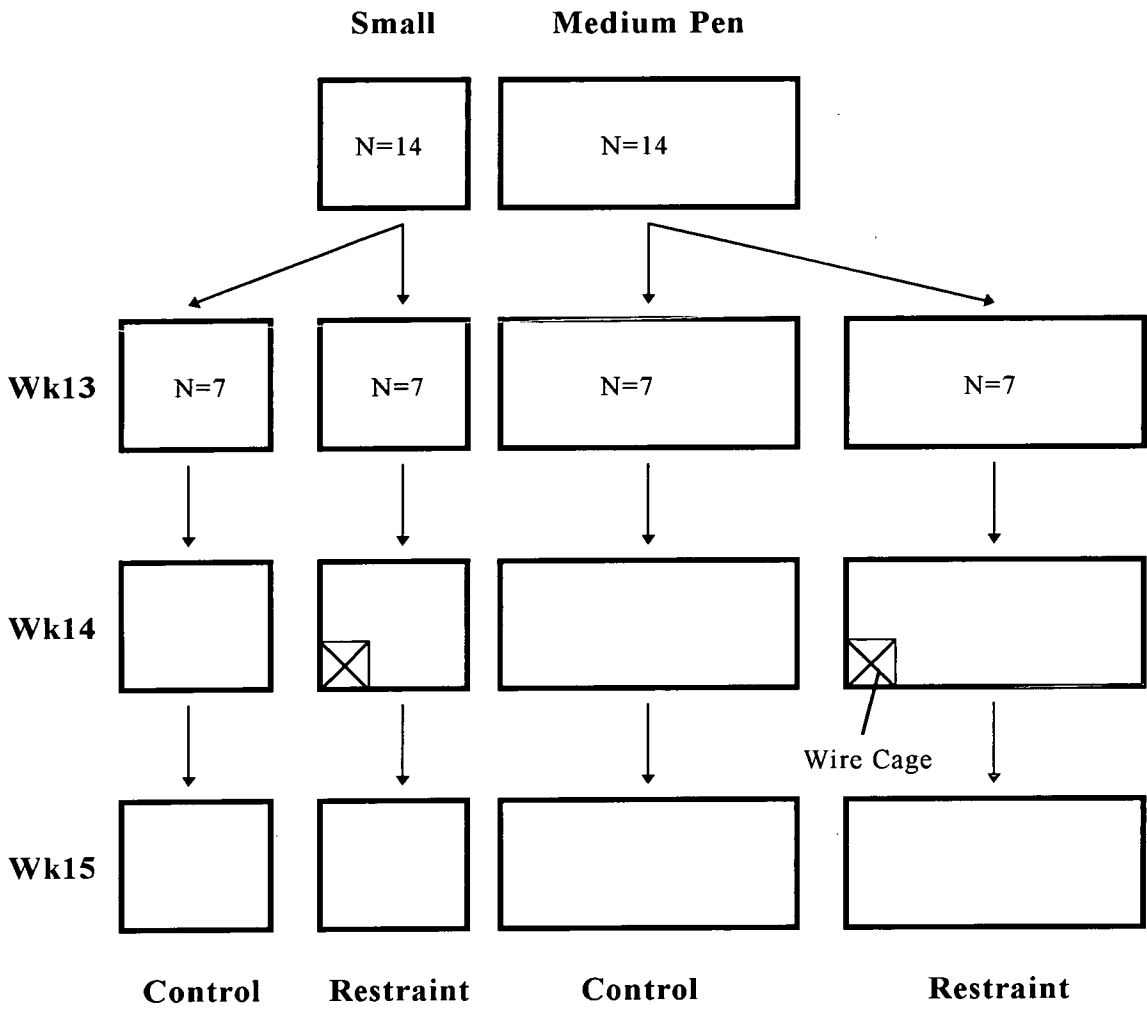 Small Medium Pen
N=14 N=14
Wk13 N=7 N=7 N=7 N=7
Wk14
Wire Cage
Wk15
Control Restraint Control Restraint